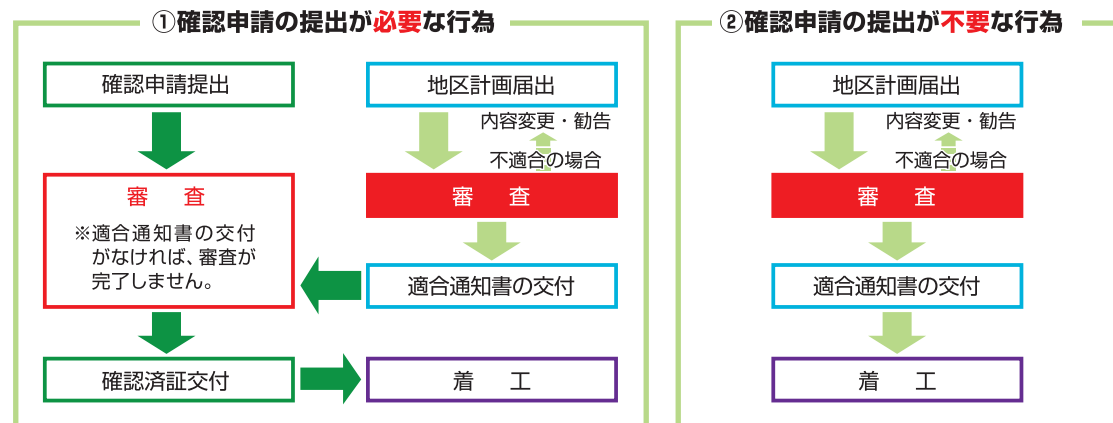 ①確認申請の提出が必要な行為
確認申請提出
審　査
※適合通知書の交付
がなければ、審査が
完了しません。
確認済証交付
地区計画届出
内容変更・勧告
不適合の場合
審　査
適合通知書の交付
着　工
②確認申請の提出が不要な行為
地区計画届出
内容変更・勧告
不適合の場合
審　査
適合通知書の交付
着　工